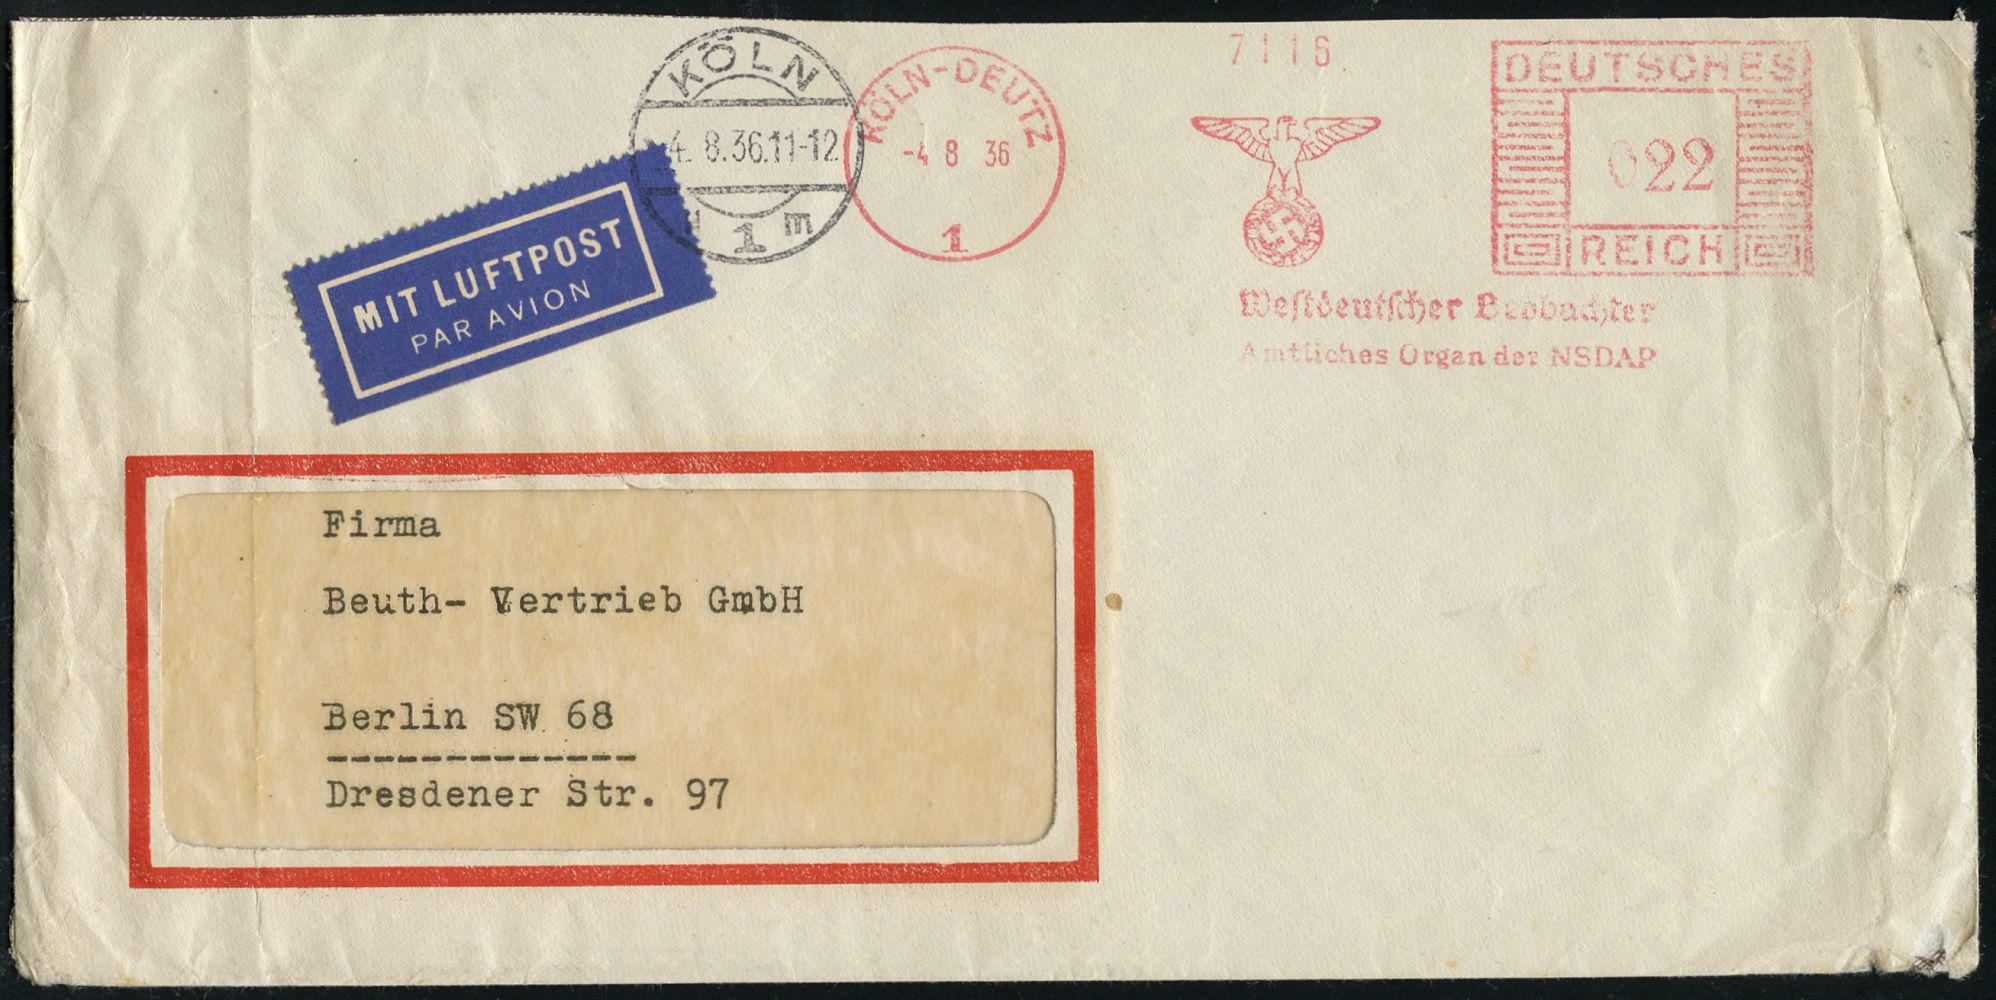 KÖLN
-4. 8.36.11-12
1 m
KÖLN-DEUTZ
-4 8 36
1
7116
DEUTSCHES
022
REICH
Westdeutscher Beobachter
Amtliches Organ der NSDAP
MIT LUFTPOST
PAR AVION
Firma
Beuth- Vertrieb GmbH
Berlin SW 68
-------------
Dresdener Str. 97